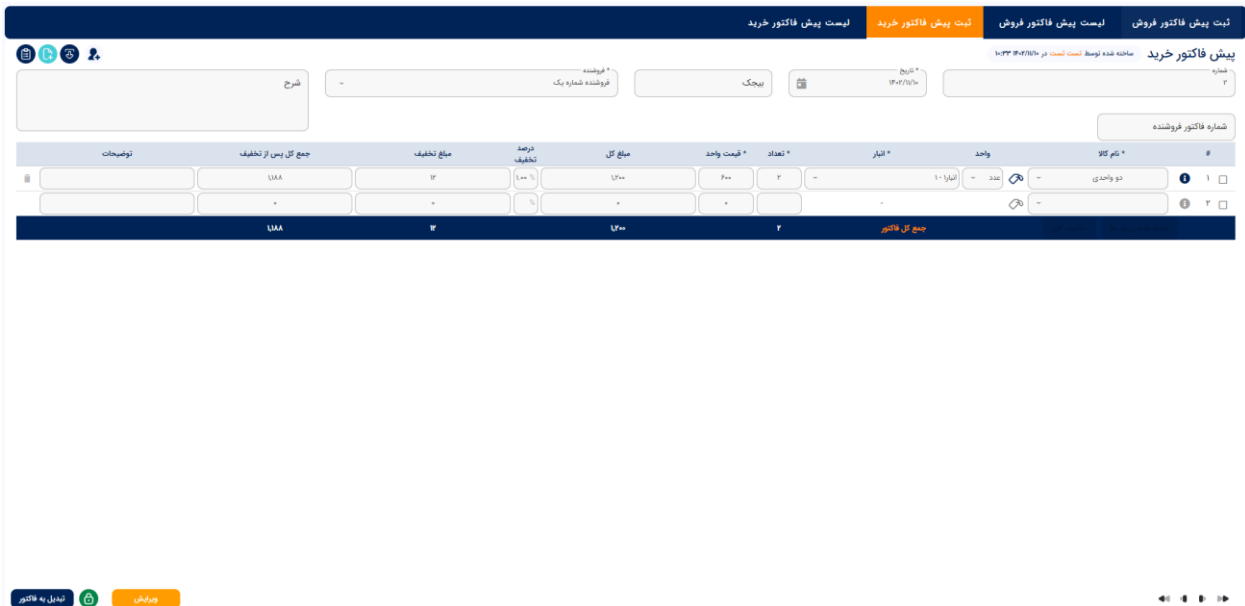 ثبت پیش فاکتور فروش لیست پیش فاکتور فروش ثبت پیش فاکتور خرید لیست پیش فاکتور خرید
پیش فاکتور خرید ساخته شده توسط تست تست در ۱۴۰۲/۱۱/۱۰ ۱۰:۳۳
شماره * تاریخ * فروشنده
۲ ۱۴۰۲/۱۱/۱۰ بیجک فروشنده شماره یک شرح
شماره فاکتور فروشنده
# * نام کالا واحد * انبار * تعداد * قیمت واحد مبلغ کل درصد تخفیف مبلغ تخفیف جمع کل پس از تخفیف توضیحات
۱ دو واحدی عدد انبار۱ - ۱ ۲ ۶۰۰ ۱,۲۰۰ % ۱,۰۰ ۱۲ ۱,۱۸۸
۲ - ۰ ۰ % ۰ ۰
جمع کل فاکتور ۲ ۱,۲۰۰ ۱۲ ۱,۱۸۸
ویرایش تبدیل به فاکتور